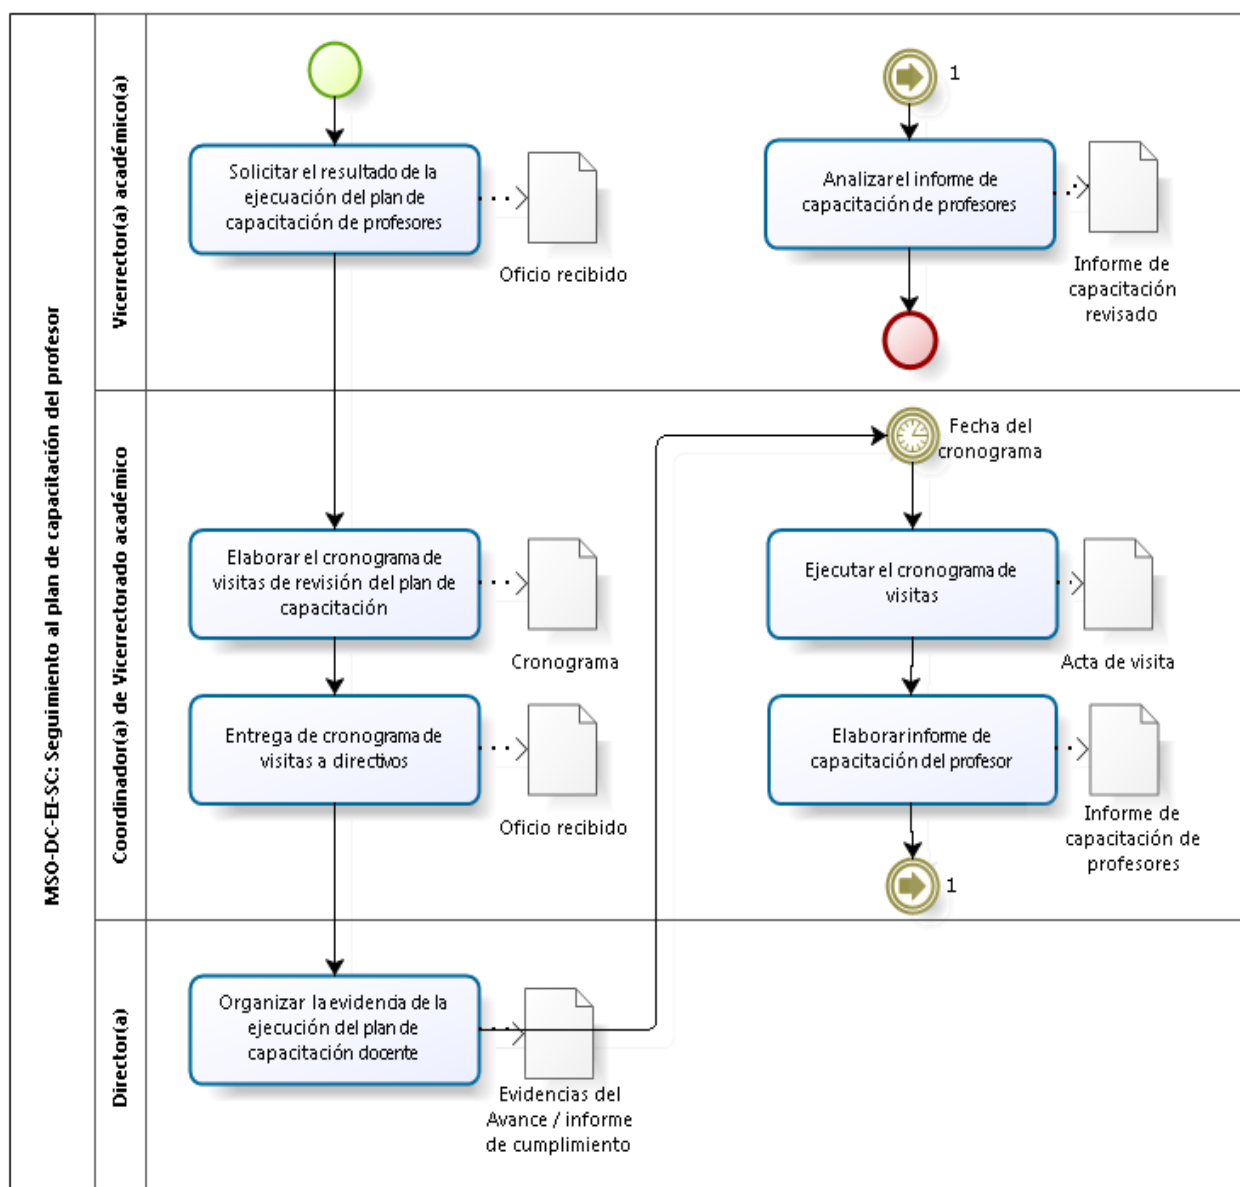 MSO-DC-EI-SC: Seguimiento al plan de capacitación del profesor
Vicerrector(a) académico(a)
Solicitar el resultado de la
ejecuación del plan de
capacitación de profesores
Oficio recibido
1
Analizar el informe de
capacitación de profesores
Informe de
capacitación
revisado
Coordinador(a) de Vicerrectorado académico
Elaborar el cronograma de
visitas de revisión del plan de
capacitación
Cronograma
Entrega de cronograma de
visitas a directivos
Oficio recibido
Fecha del
cronograma
Ejecutar el cronograma de
visitas
Acta de visita
Elaborar informe de
capacitación del profesor
Informe de
capacitación de
profesores
1
Director(a)
Organizar la evidencia de la
ejecución del plan de
capacitación docente
Evidencias del
Avance / informe
de cumplimiento